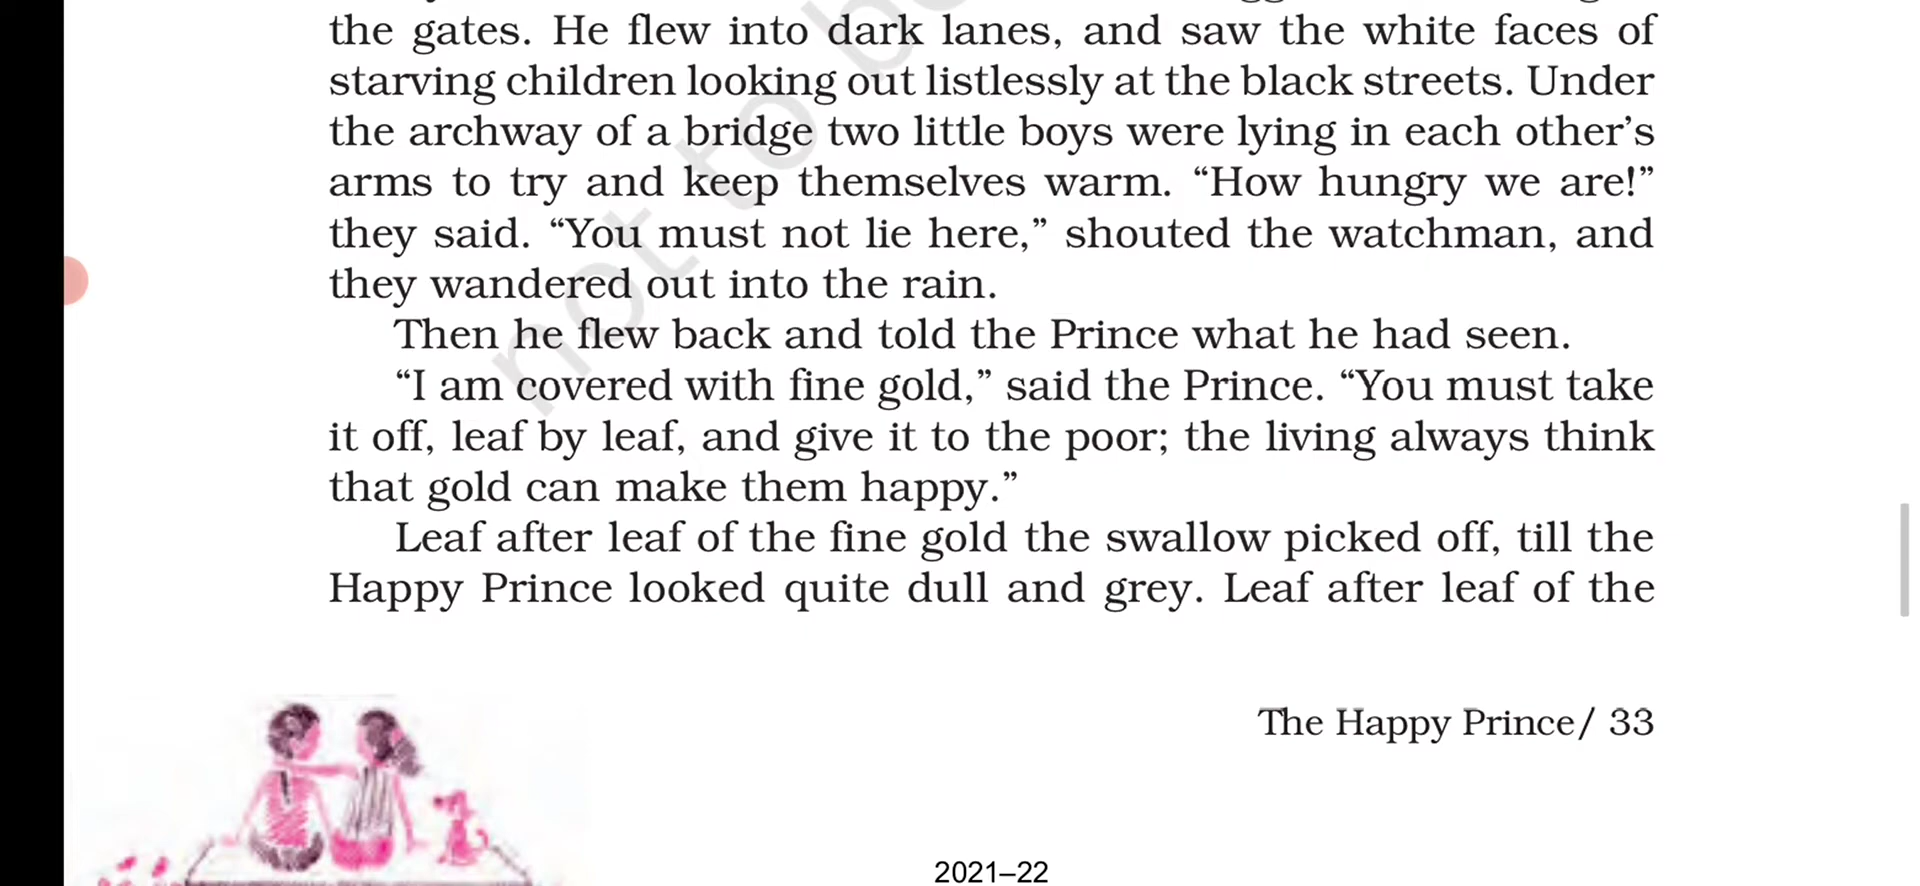 the gates. He flew into dark lanes, and saw the white faces of
starving children looking out listlessly at the black streets. Under
the archway of a bridge two little boys were lying in each other’s
arms to try and keep themselves warm. “How hungry we are!”
they said. “You must not lie here,” shouted the watchman, and
they wandered out into the rain.
Then he flew back and told the Prince what he had seen.
“I am covered with fine gold,” said the Prince. “You must take
it off, leaf by leaf, and give it to the poor; the living always think
that gold can make them happy.”
Leaf after leaf of the fine gold the swallow picked off, till the
Happy Prince looked quite dull and grey. Leaf after leaf of the
The Happy Prince/ 33
2021–22
not to be